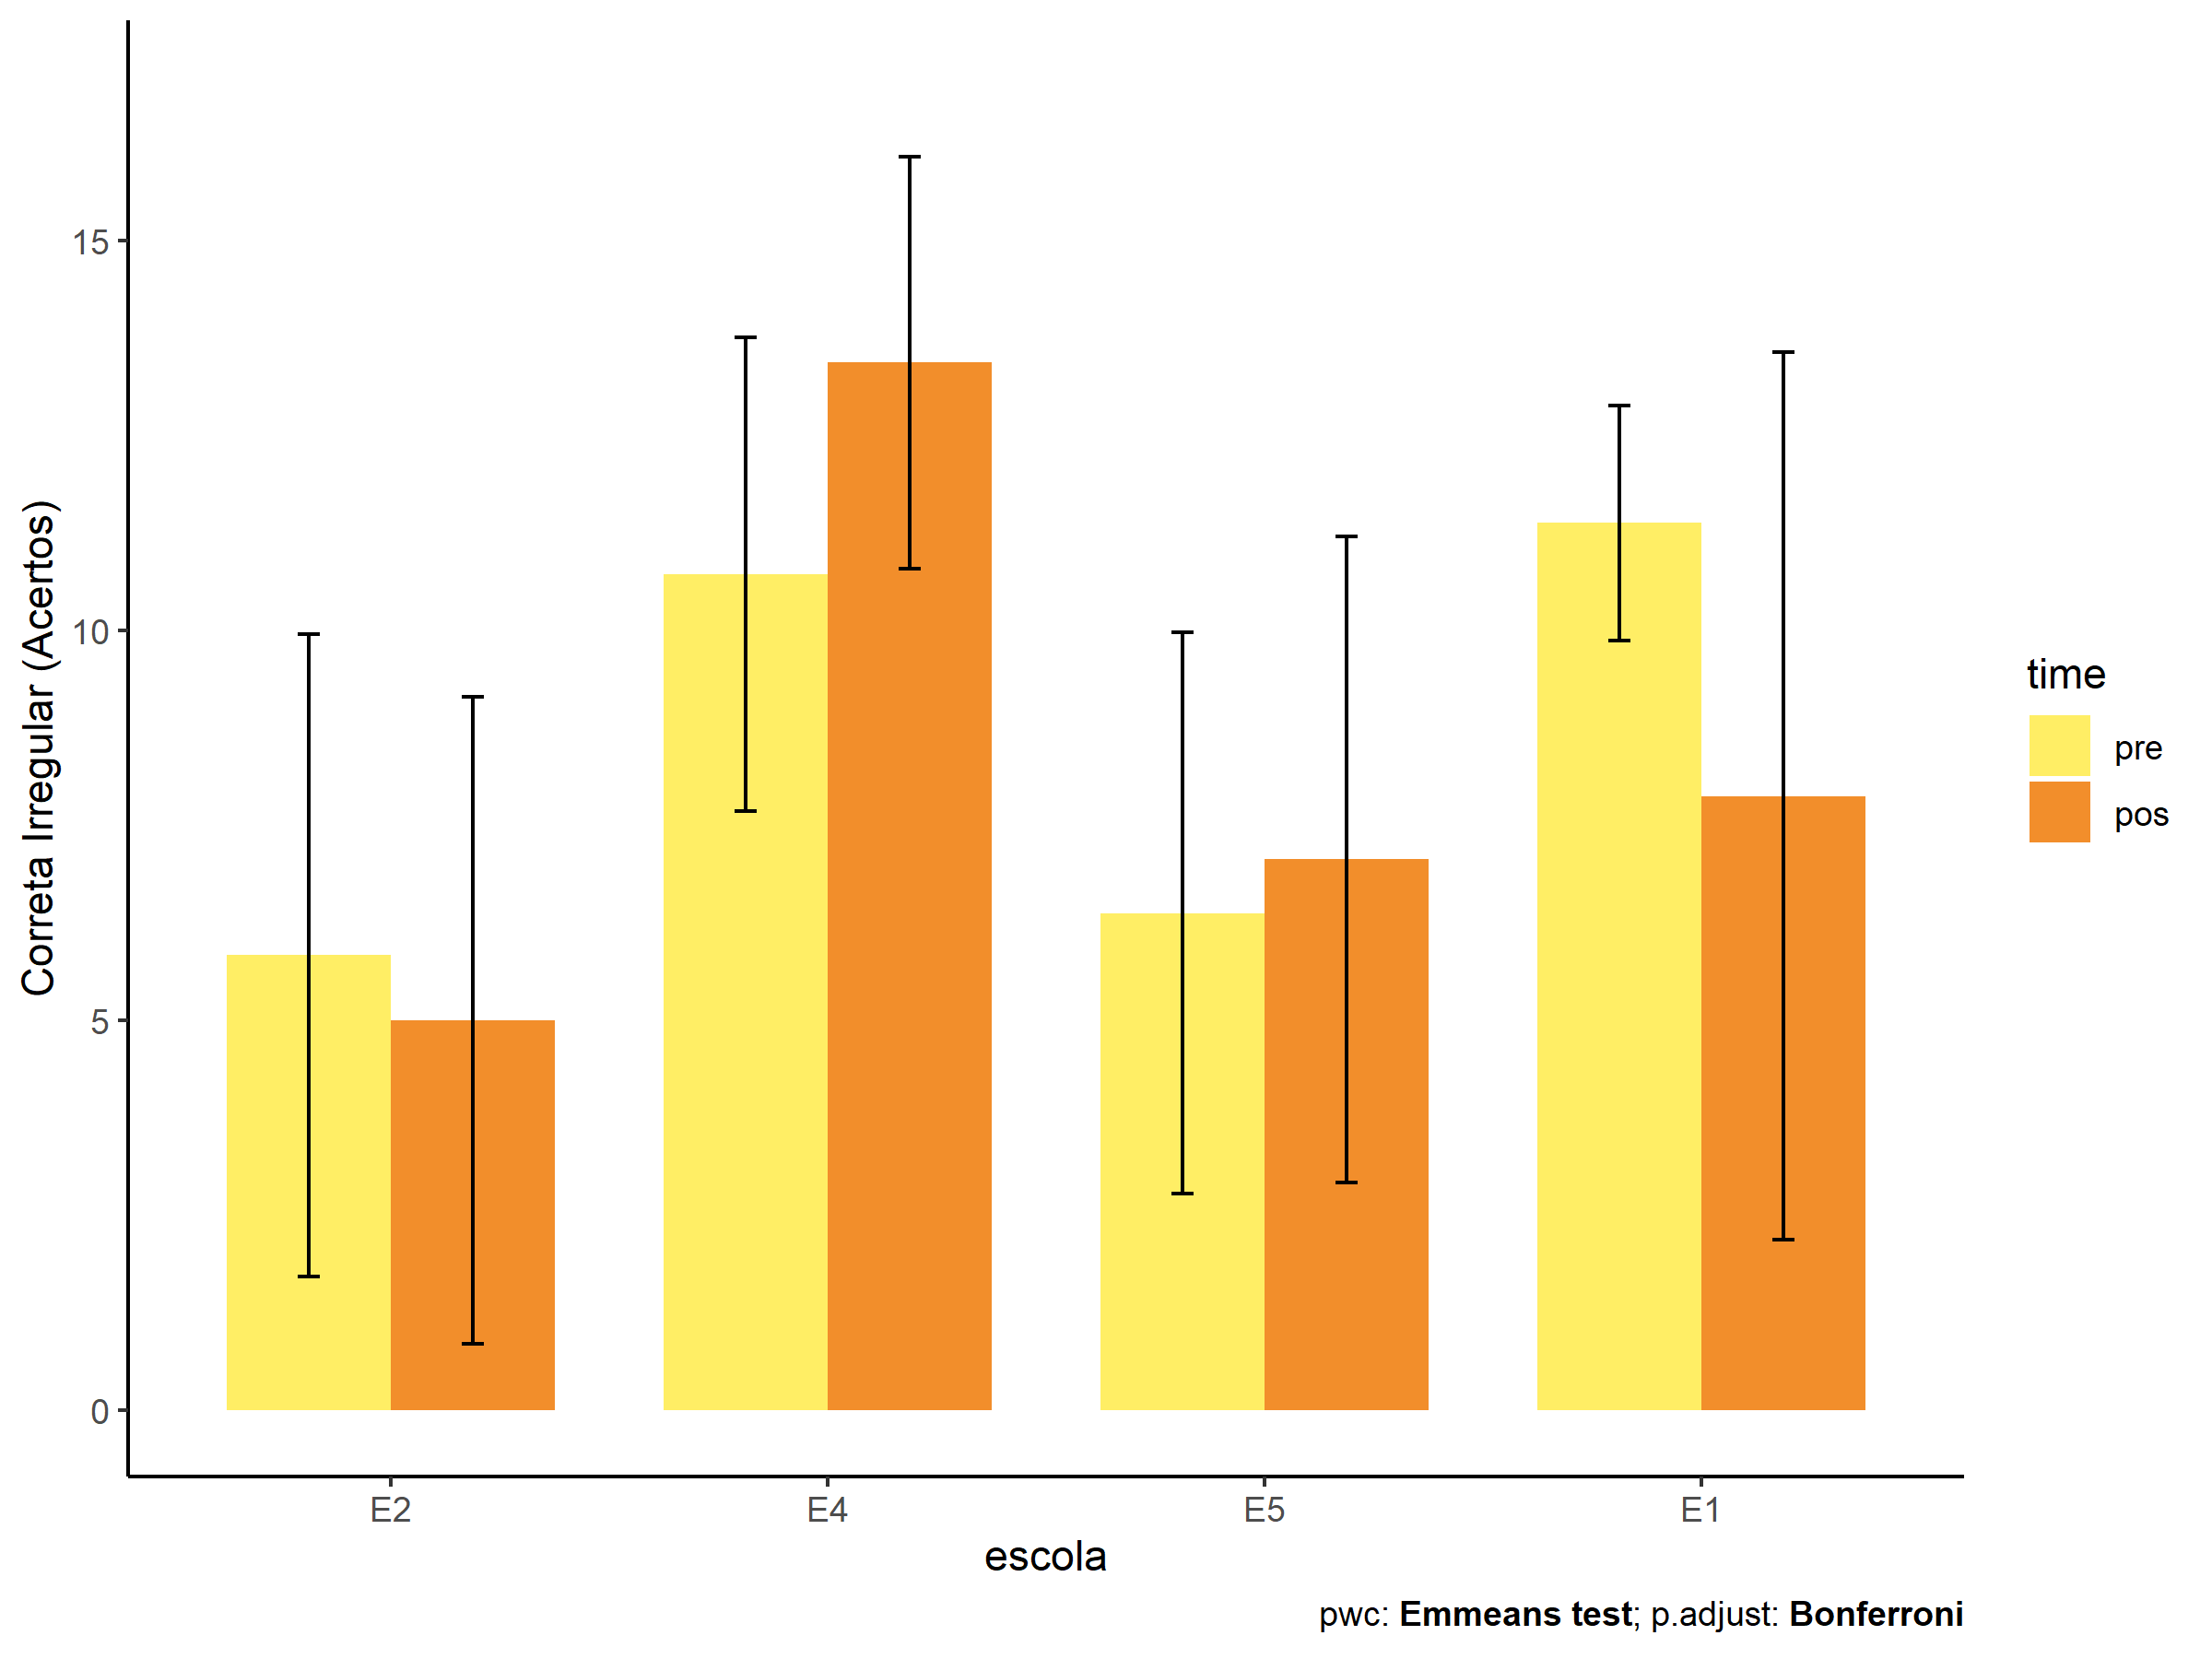 Correta Irregular (Acertos)
15
10
5
0
E2 E4 E5 E1
escola
time
pre
pos
pwc: Emmeans test; p.adjust: Bonferroni